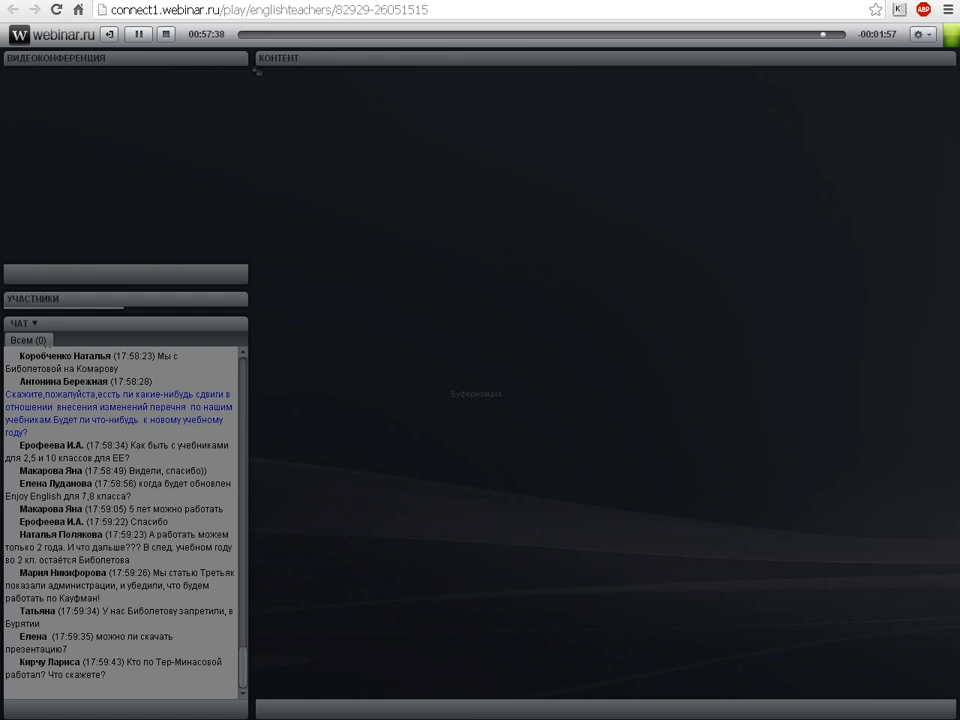 connect1.webinar.ru/play/englishteachers/82929-26051515
K
ABP
W webinar.ru
00:57:38
-00:01:57
ВИДЕОКОНФЕРЕНЦИЯ
КОНТЕНТ
УЧАСТНИКИ
ЧАТ ▼
Всем (0)
Коробченко Наталья (17:58:23) Мы с
Биболетовой на Комарову
Антонина Бережная (17:58:28)
Скажите,пожалуйста,ессть ли какие-нибудь сдвиги в
отношении внесения изменений перечня по нашим
учебникам.Будет ли что-нибудь к новому учебному
году?
Ерофеева И.А. (17:58:34) Как быть с учебниками
для 2,5 и 10 классов для ЕЕ?
Макарова Яна (17:58:49) Видели, спасибо))
Елена Луданова (17:58:56) когда будет обновлен
Enjoy English для 7,8 класса?
Макарова Яна (17:59:05) 5 лет можно работать
Ерофеева И.А. (17:59:22) Спасибо
Наталья Полякова (17:59:23) А работать можем
только 2 года. И что дальше??? В след. учебном году
во 2 кл. остаётся Биболетова
Мария Никифорова (17:59:26) Мы статью Третьяк
показали администрации, и убедили, что будем
работать по Кауфман!
Татьяна (17:59:34) У нас Биболетову запретили, в
Бурятии
Елена (17:59:35) можно ли скачать
презентацию7
Кирчу Лариса (17:59:43) Кто по Тер-Минасовой
работал? Что скажете?
Буферизация...